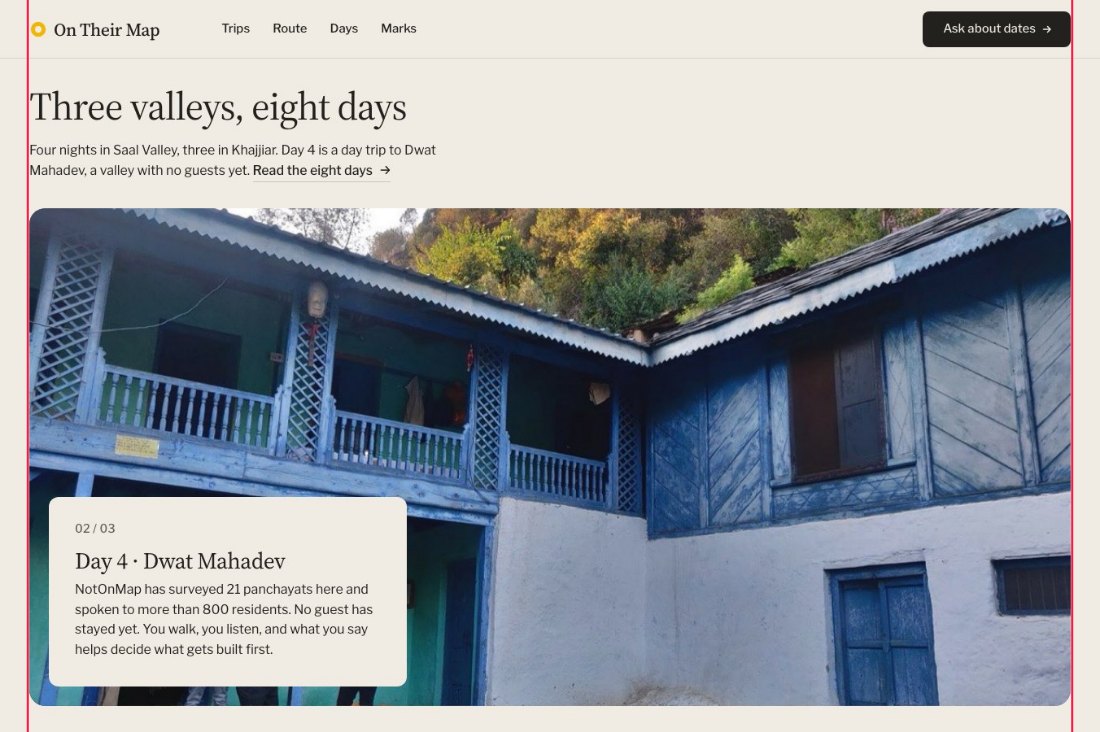 On Their Map
Trips
Route
Days
Marks
Ask about dates →
Three valleys, eight days
Four nights in Saal Valley, three in Khajjiar. Day 4 is a day trip to Dwat
Mahadev, a valley with no guests yet. Read the eight days →
02 / 03
Day 4 · Dwat Mahadev
NotOnMap has surveyed 21 panchayats here and
spoken to more than 800 residents. No guest has
stayed yet. You walk, you listen, and what you say
helps decide what gets built first.